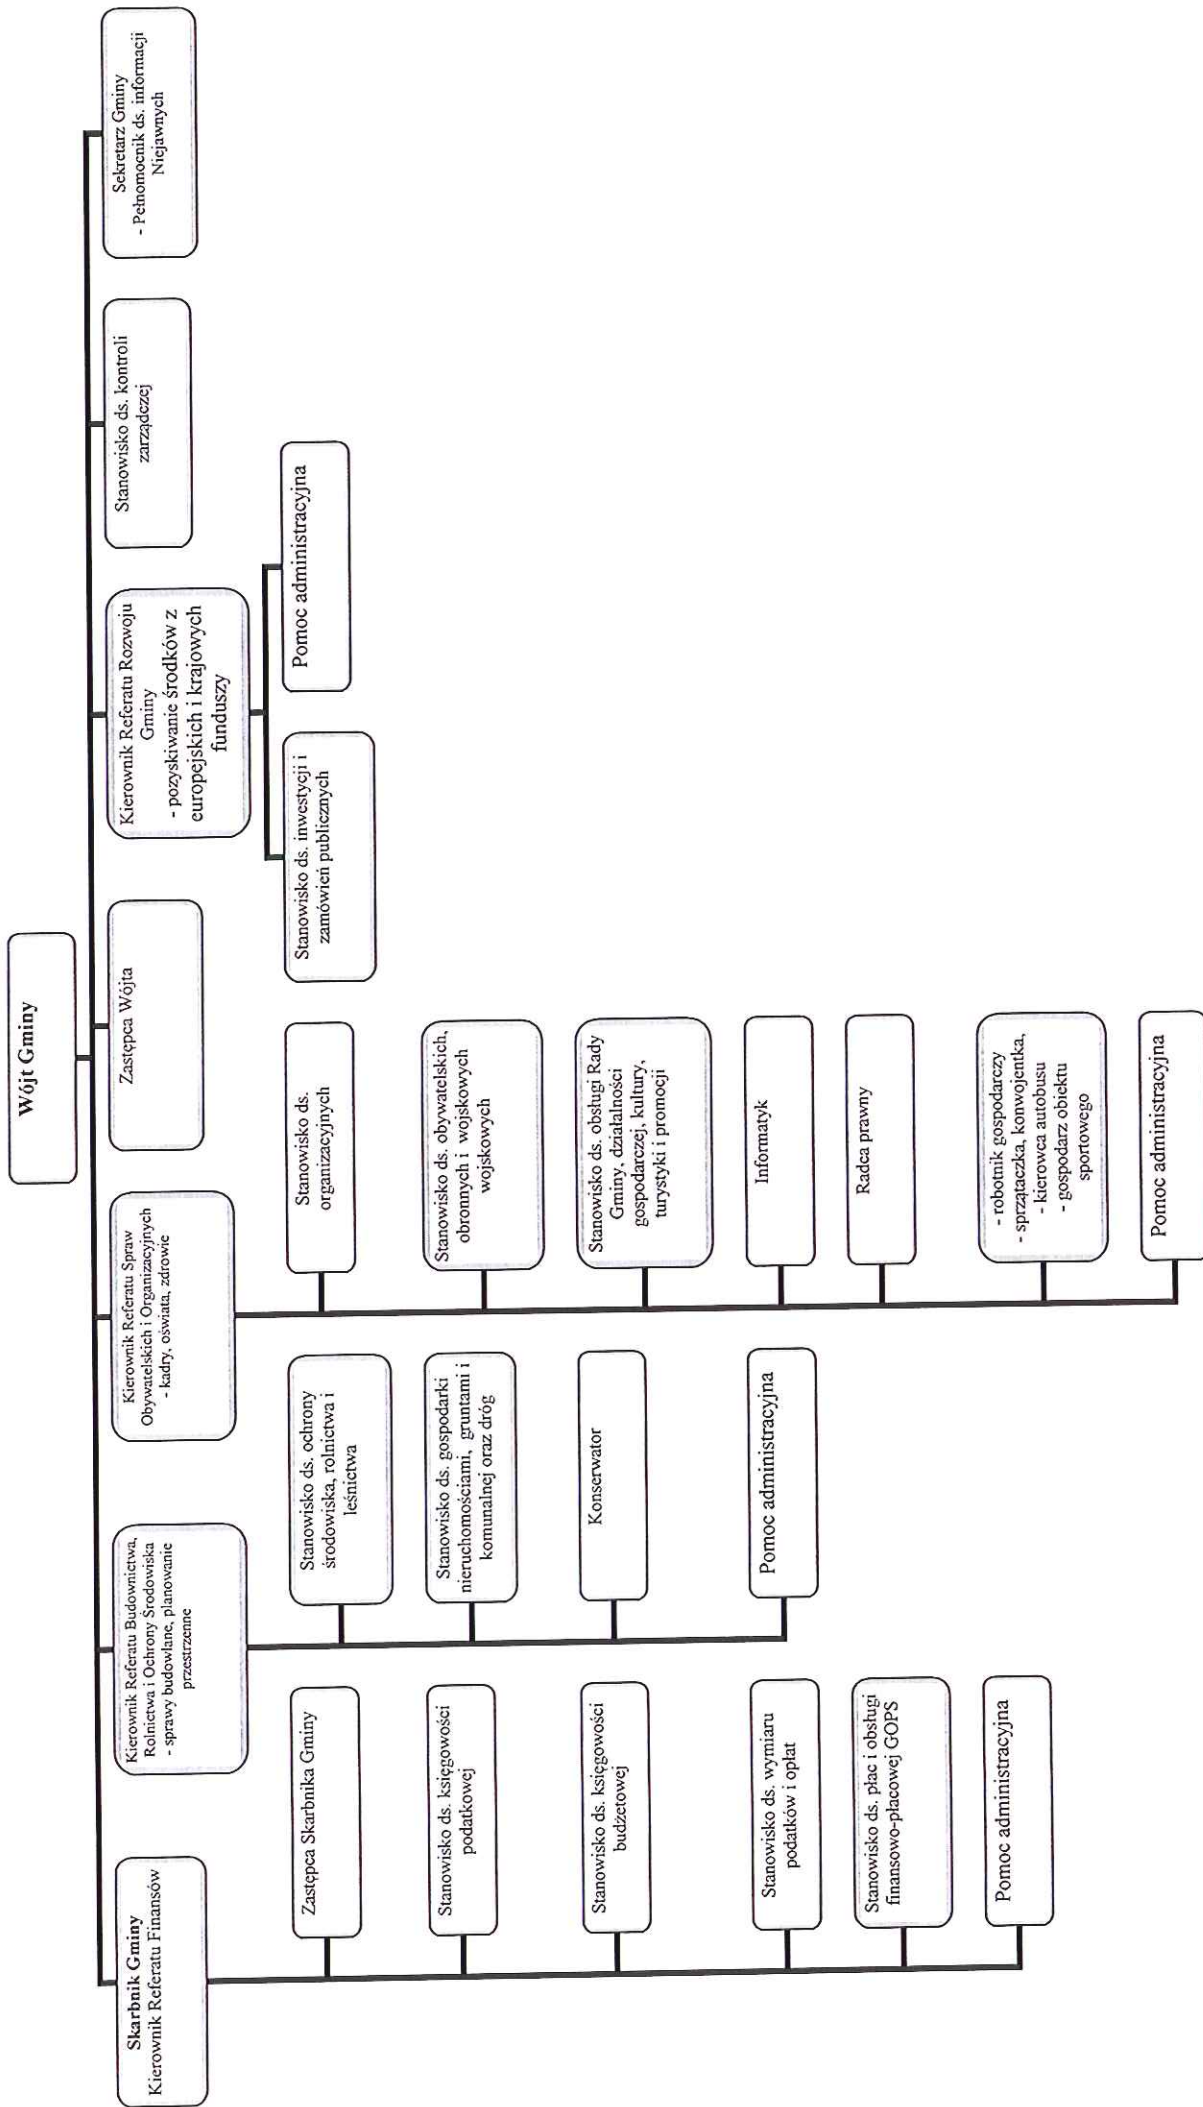 Wójt Gminy
Skarbnik Gminy
Kierownik Referatu Finansów
Zastępca Skarbnika Gminy
Stanowisko ds. księgowości
podatkowej
Stanowisko ds. księgowości
budżetowej
Stanowisko ds. wymiaru
podatków i opłat
Stanowisko ds. płac i obsługi
finansowo-płacowej GOPS
Pomoc administracyjna
Kierownik Referatu Budownictwa,
Rolnictwa i Ochrony Środowiska
- sprawy budowlane, planowanie
przestrzenne
Stanowisko ds. ochrony
środowiska, rolnictwa i
leśnictwa
Stanowisko ds. gospodarki
nieruchomościami, gruntami i
komunalnej oraz dróg
Konserwator
Pomoc administracyjna
Kierownik Referatu Spraw
Obywatelskich i Organizacyjnych
- kadry, oświata, zdrowie
Stanowisko ds.
organizacyjnych
Stanowisko ds. obywatelskich,
obronnych i wojskowych
wojskowych
Stanowisko ds. obsługi Rady
Gminy, działalności
gospodarczej, kultury,
turystyki i promocji
Informatyk
Radca prawny
- robotnik gospodarczy
- sprzątaczka, konwojentka,
- kierowca autobusu
- gospodarz obiektu
sportowego
Pomoc administracyjna
Zastępca Wójta
Kierownik Referatu Rozwoju
Gminy
- pozyskiwanie środków z
europejskich i krajowych
funduszy
Stanowisko ds. inwestycji i
zamówień publicznych
Pomoc administracyjna
Stanowisko ds. kontroli
zarządczej
Sekretarz Gminy
- Pełnomocnik ds. informacji
Niejawnych